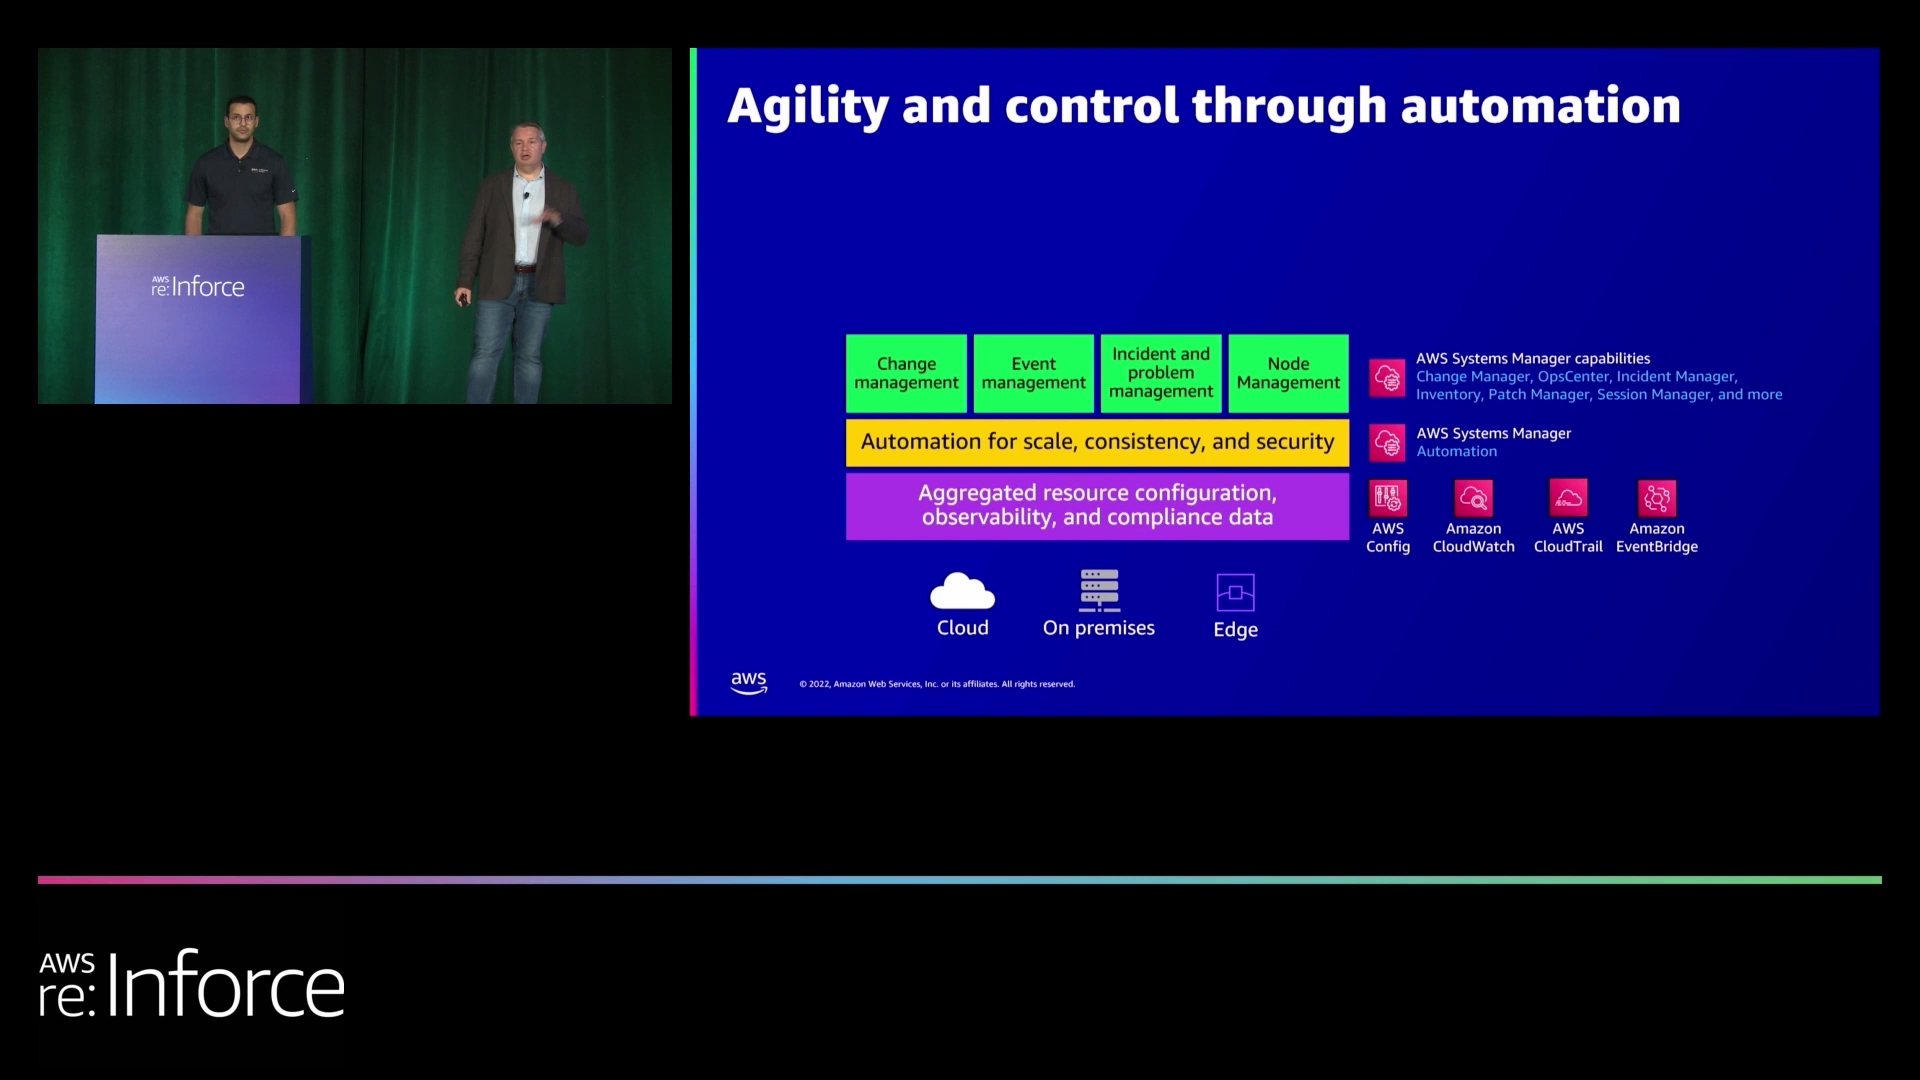 AWS
re:Inforce
Agility and control through automation
Change
management
Event
management
Incident and
problem
management
Node
Management
AWS Systems Manager capabilities
Change Manager, OpsCenter, Incident Manager,
Inventory, Patch Manager, Session Manager, and more
Automation for scale, consistency, and security
AWS Systems Manager
Automation
Aggregated resource configuration,
observability, and compliance data
AWS
Config
Amazon
CloudWatch
AWS
CloudTrail
Amazon
EventBridge
Cloud
On premises
Edge
aws
© 2022, Amazon Web Services, Inc. or its affiliates. All rights reserved.
AWS
re:Inforce